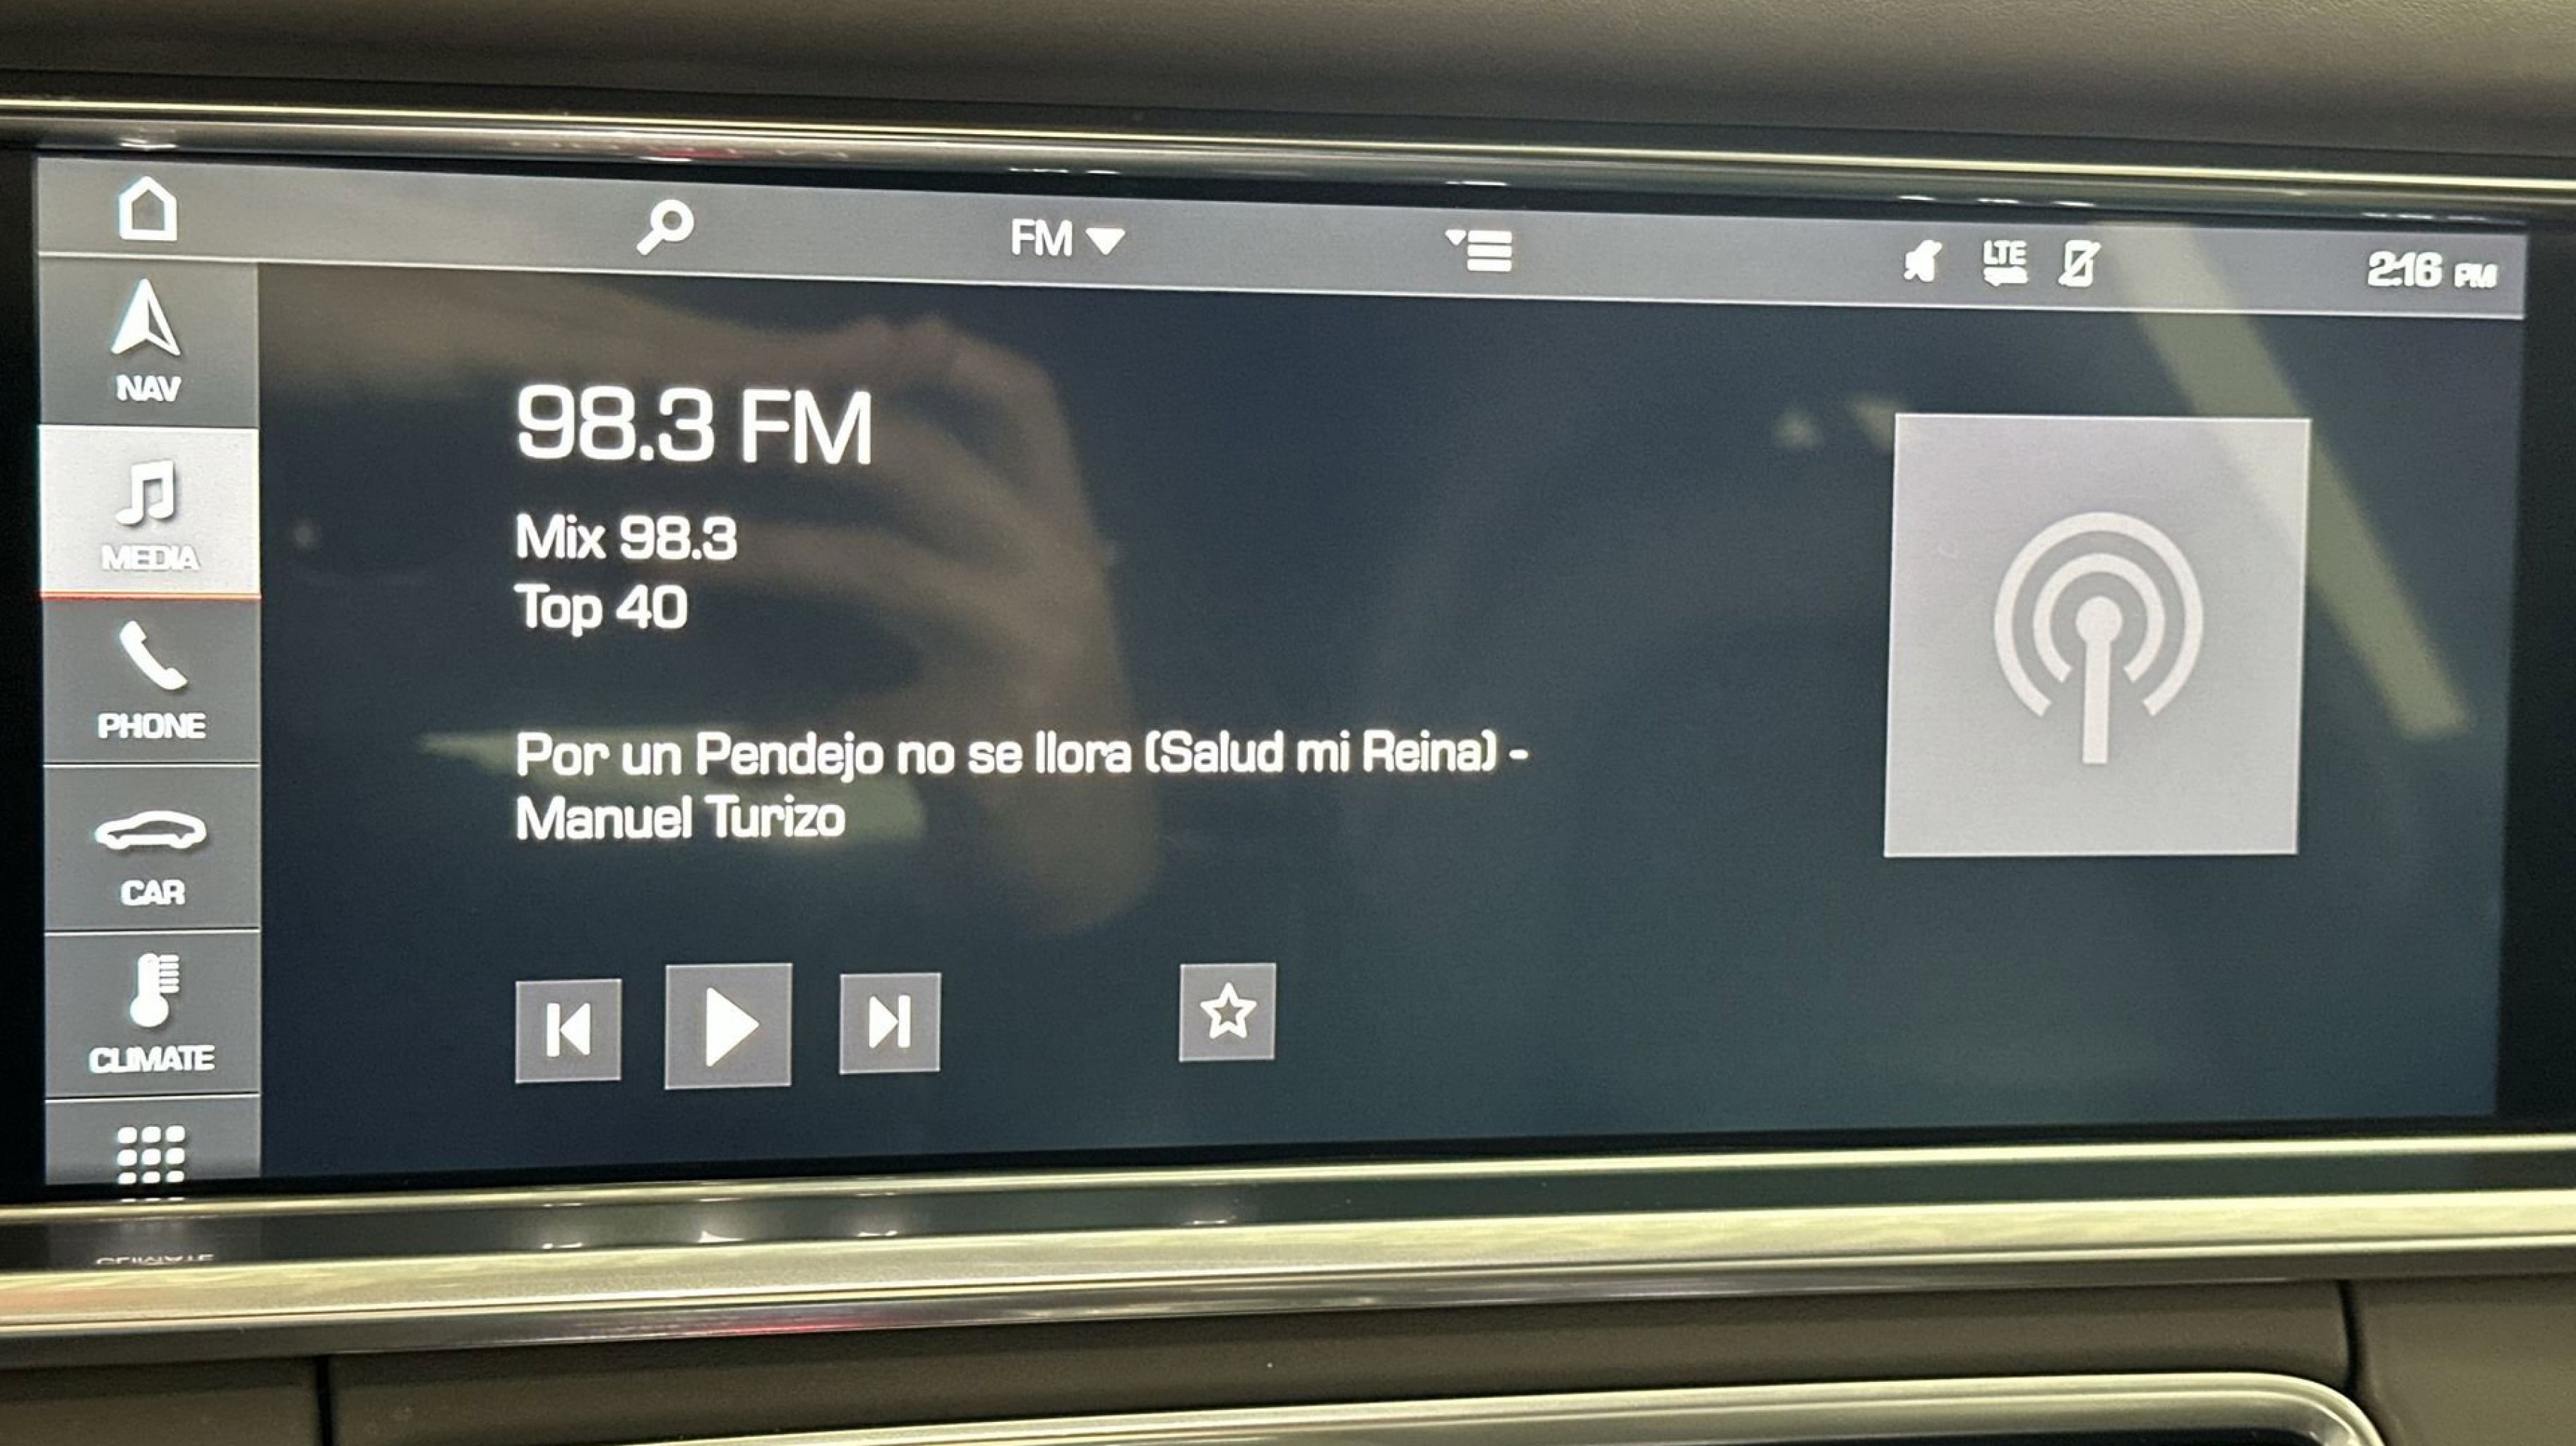 FM
LTE
2:16 PM
NAV
MEDIA
PHONE
CAR
CLIMATE
98.3 FM
Mix 98.3
Top 40
Por un Pendejo no se llora (Salud mi Reina) -
Manuel Turizo